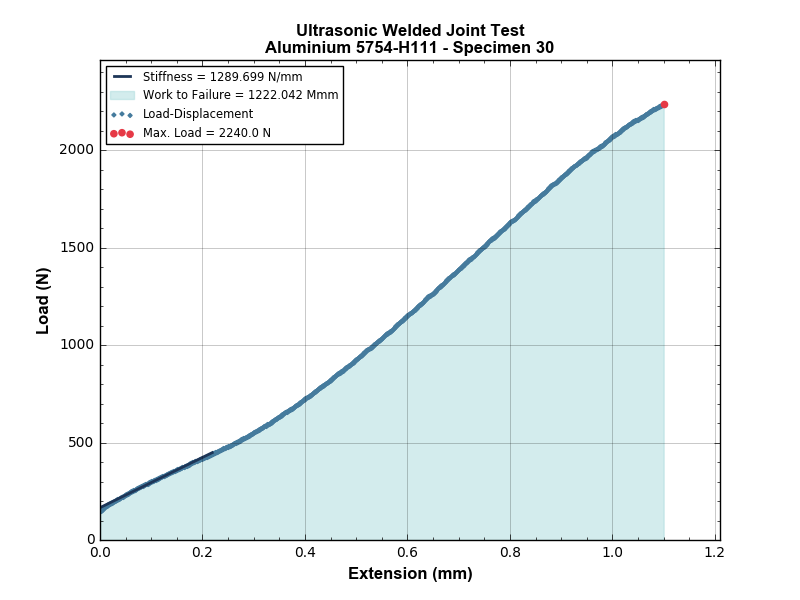 Ultrasonic Welded Joint Test
Aluminium 5754-H111 - Specimen 30
Stiffness = 1289.699 N/mm
Work to Failure = 1222.042 Mmm
Load-Displacement
Max. Load = 2240.0 N
2000
1500
1000
500
0
Load (N)
0.0 0.2 0.4 0.6 0.8 1.0 1.2
Extension (mm)